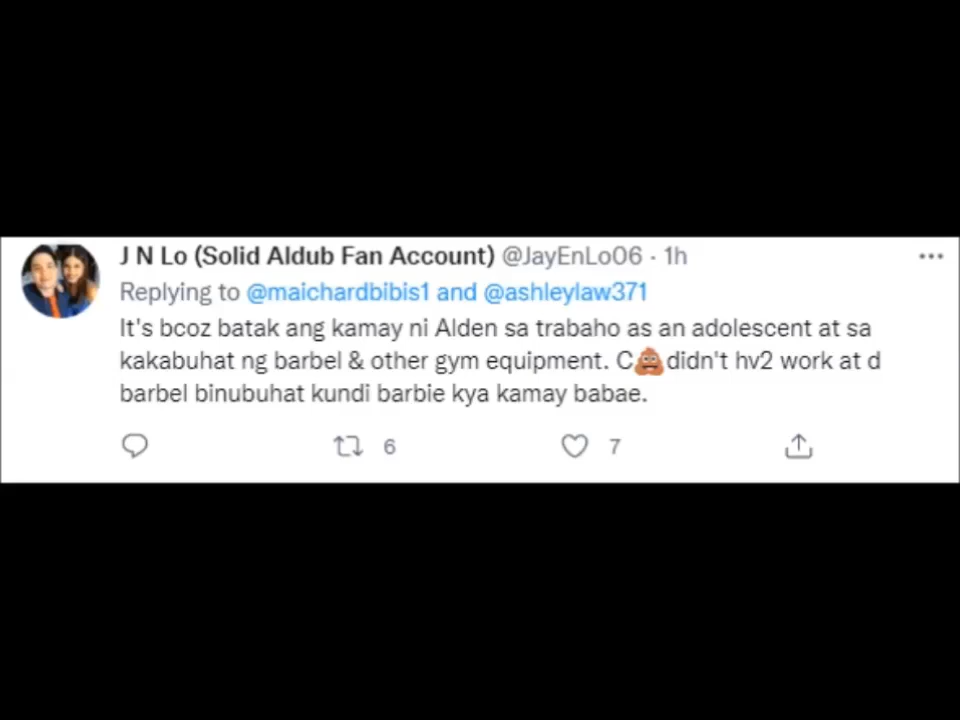 J N Lo (Solid Aldub Fan Account) @JayEnLo06 · 1h
Replying to @maichardbibis1 and @ashleylaw371
It's bcoz batak ang kamay ni Alden sa trabaho as an adolescent at sa
kakabuhat ng barbel & other gym equipment. C💩didn't hv2 work at d
barbel binubuhat kundi barbie kya kamay babae.
6 7